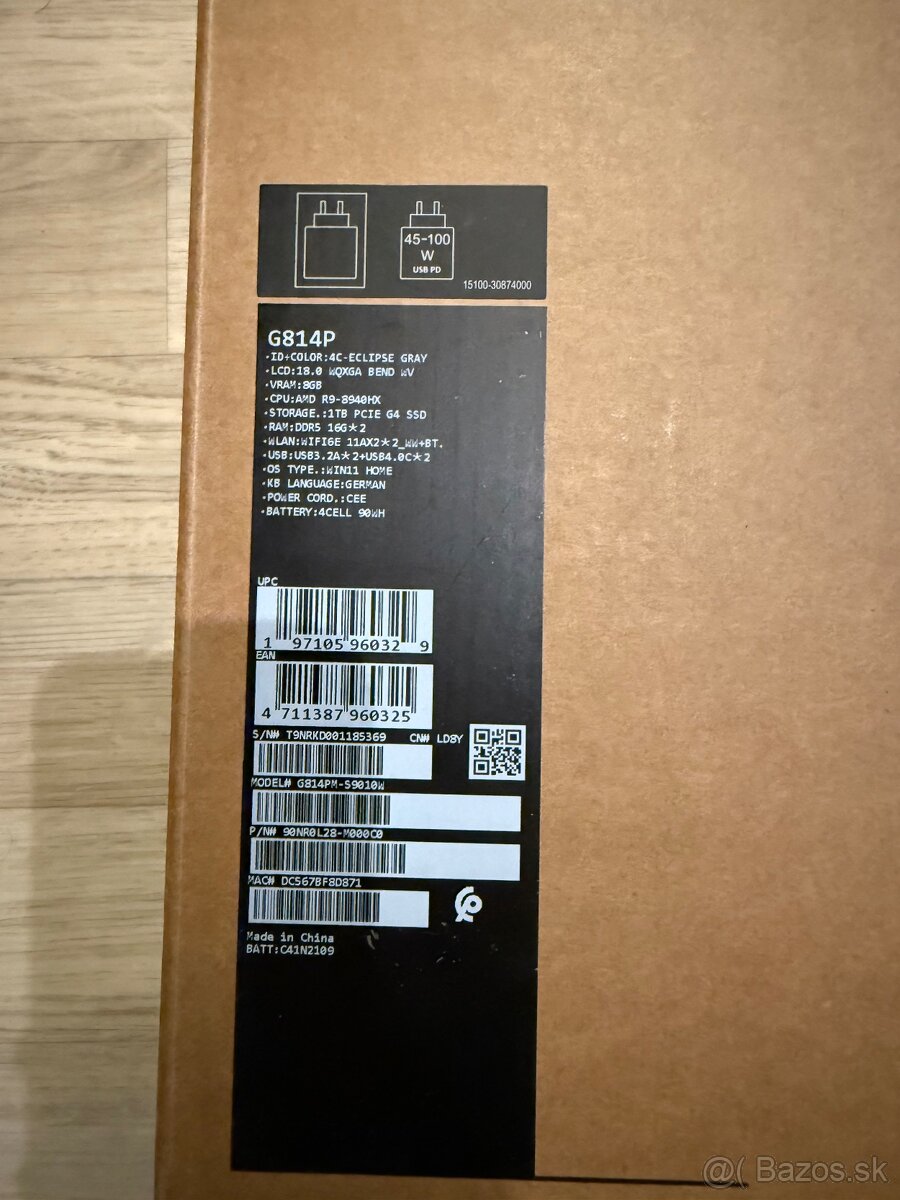 45-100
W
USB PD
15100-30874000
G814P
·ID+COLOR:4C-ECLIPSE GRAY
·LCD:18.0 WQXGA BEND WV
·VRAM:8GB
·CPU:AMD R9-8940HX
·STORAGE.:1TB PCIE G4 SSD
·RAM:DDR5 16G*2
·WLAN:WIFI6E 11AX2*2_WW+BT.
·USB:USB3.2A*2+USB4.0C*2
·OS TYPE.:WIN11 HOME
·KB LANGUAGE:GERMAN
·POWER CORD.:CEE
·BATTERY:4CELL 90WH
UPC
1 97105 96032 9
EAN
4 711387 960325
S/N# T9NRKD001185369 CN# LD8Y
MODEL# G814PM-S9010W
P/N# 90NR0L28-M000C0
MAC# DC567BF8D871
Made in China
BATT:C41N2109
@( Bazos.sk